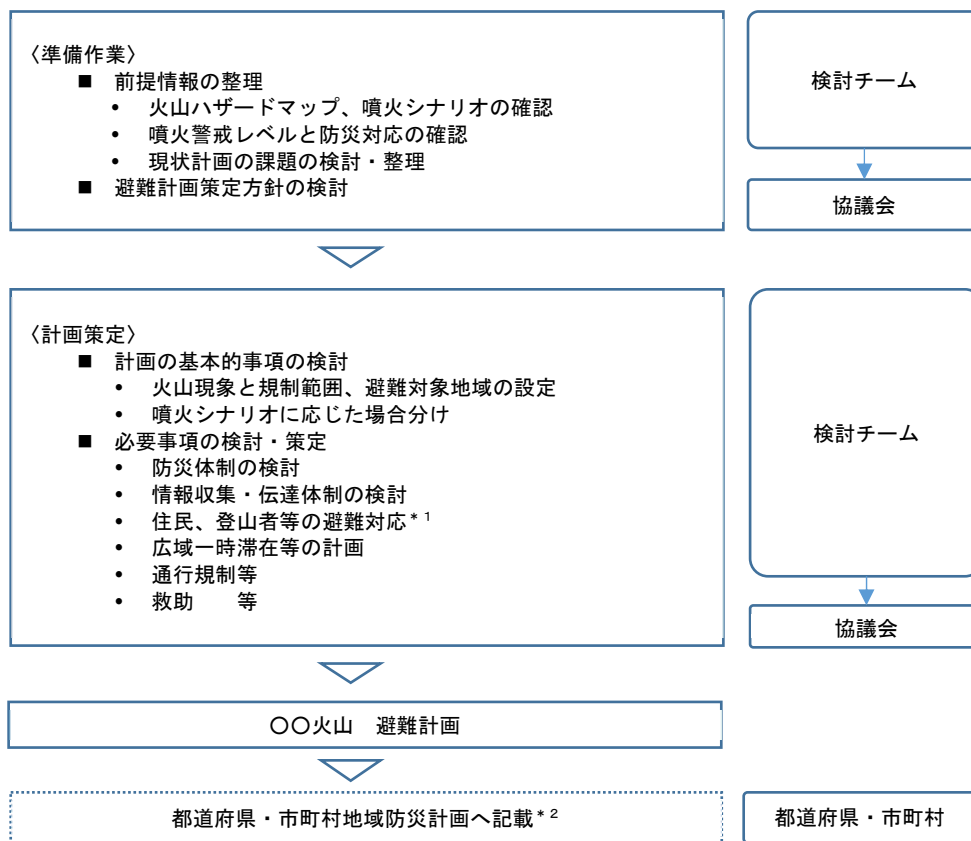 〈準備作業〉
■ 前提情報の整理
• 火山ハザードマップ、噴火シナリオの確認
• 噴火警戒レベルと防災対応の確認
• 現状計画の課題の検討・整理
■ 避難計画策定方針の検討
検討チーム
協議会
〈計画策定〉
■ 計画の基本的事項の検討
• 火山現象と規制範囲、避難対象地域の設定
• 噴火シナリオに応じた場合分け
■ 必要事項の検討・策定
• 防災体制の検討
• 情報収集・伝達体制の検討
• 住民、登山者等の避難対応*1
• 広域一時滞在等の計画
• 通行規制等
• 救助　　等
検討チーム
協議会
〇〇火山　避難計画
都道府県・市町村地域防災計画へ記載*2
都道府県・市町村